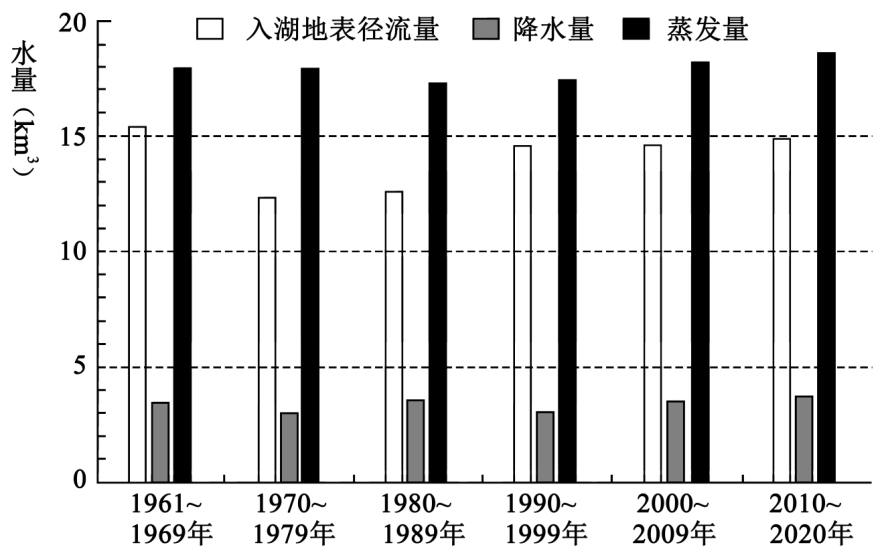 水量（km³）
入湖地表径流量 降水量 蒸发量
20
15
10
5
0
1961~
1969年
1970~
1979年
1980~
1989年
1990~
1999年
2000~
2009年
2010~
2020年